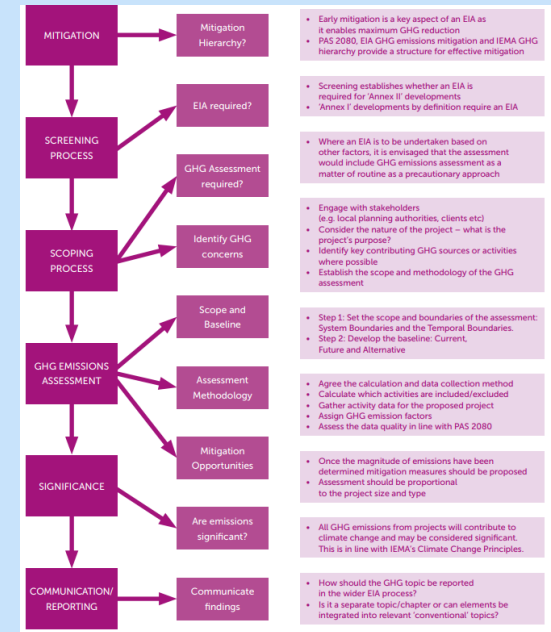 MITIGATION
Mitigation
Hierarchy?
• Early mitigation is a key aspect of an EIA as
it enables maximum GHG reduction
• PAS 2080, EIA GHG emissions mitigation and IEMA GHG
hierarchy provide a structure for effective mitigation
EIA required?
• Screening establishes whether an EIA is
required for ‘Annex II’ developments
• ‘Annex I’ developments by definition require an EIA
SCREENING
PROCESS
GHG Assessment
required?
Where an EIA is to be undertaken based on
other factors, it is envisaged that the assessment
would include GHG emissions assessment as a
matter of routine as a precautionary approach
SCOPING
PROCESS
Identify GHG
concerns
• Engage with stakeholders
(e.g. local planning authorities, clients etc)
• Consider the nature of the project – what is the
project’s purpose?
• Identify key contributing GHG sources or activities
where possible
• Establish the scope and methodology of the GHG
assessment
Scope and
Baseline
• Step 1: Set the scope and boundaries of the assessment:
System Boundaries and the Temporal Boundaries.
• Step 2: Develop the baseline: Current,
Future and Alternative
GHG EMISSIONS
ASSESSMENT
Assessment
Methodology
• Agree the calculation and data collection method
• Calculate which activities are included/excluded
• Gather activity data for the proposed project
• Assign GHG emission factors
• Assess the data quality in line with PAS 2080
Mitigation
Opportunities
• Once the magnitude of emissions have been
determined mitigation measures should be proposed
• Assessment should be proportional
to the project size and type
SIGNIFICANCE
Are emissions
significant?
• All GHG emissions from projects will contribute to
climate change and may be considered significant.
This is in line with IEMA’s Climate Change Principles.
COMMUNICATION/
REPORTING
Communicate
findings
• How should the GHG topic be reported
in the wider EIA process?
• Is it a separate topic/chapter or can elements be
integrated into relevant ‘conventional’ topics?